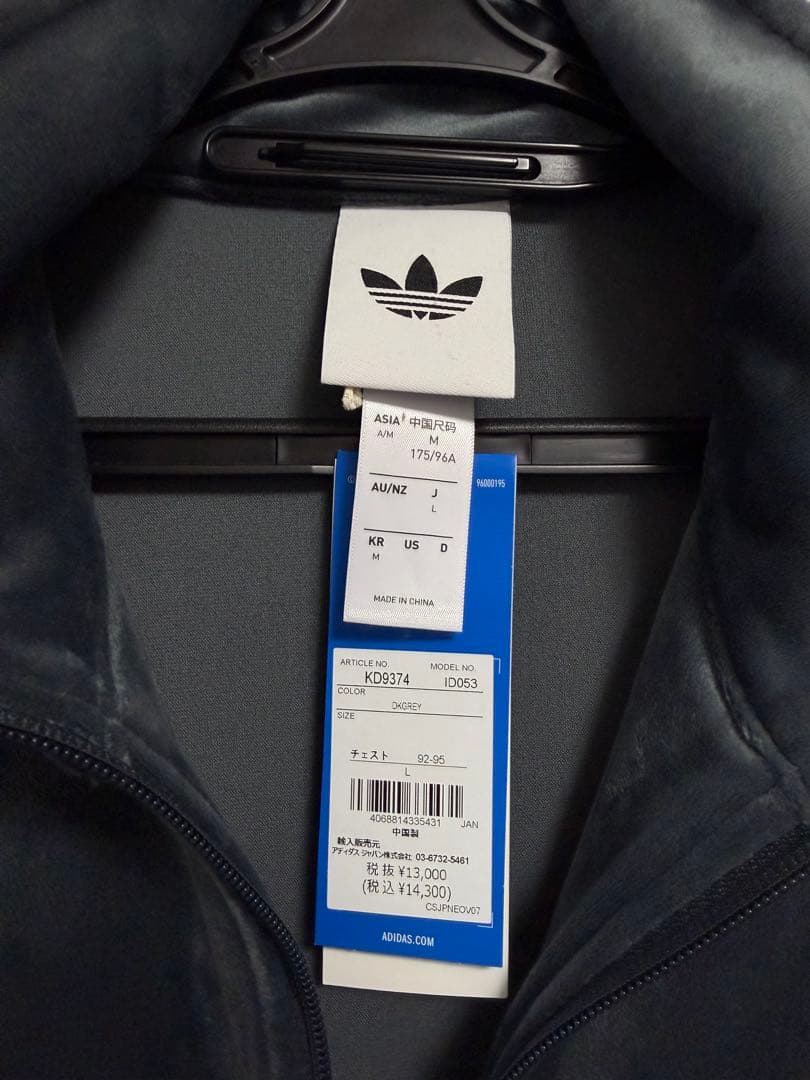 ASIA 中国尺码
A/M M
175/96A
AU/NZ J
L
KR US D
M
MADE IN CHINA
96000195
ARTICLE NO. MODEL NO.
KD9374 ID053
COLOR
DKGREY
SIZE
チェスト 92-95
L
4068814335431 JAN
中国製
輸入販売元
アディダス ジャパン株式会社 03-6732-5461
税抜 ¥13,000
(税込 ¥14,300)
CSJPNEOV07
ADIDAS.COM